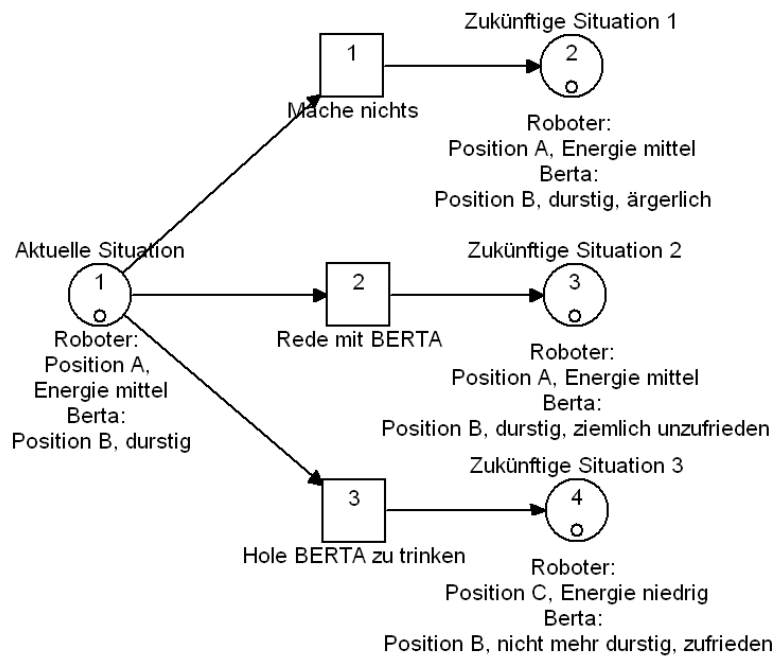 Zukünftige Situation 1
1
2
Mache nichts
Roboter:
Position A, Energie mittel
Berta:
Position B, durstig, ärgerlich
Aktuelle Situation
1
Roboter:
Position A,
Energie mittel
Berta:
Position B, durstig
2
Rede mit BERTA
Zukünftige Situation 2
3
Roboter:
Position A, Energie mittel
Berta:
Position B, durstig, ziemlich unzufrieden
3
Hole BERTA zu trinken
Zukünftige Situation 3
4
Roboter:
Position C, Energie niedrig
Berta:
Position B, nicht mehr durstig, zufrieden